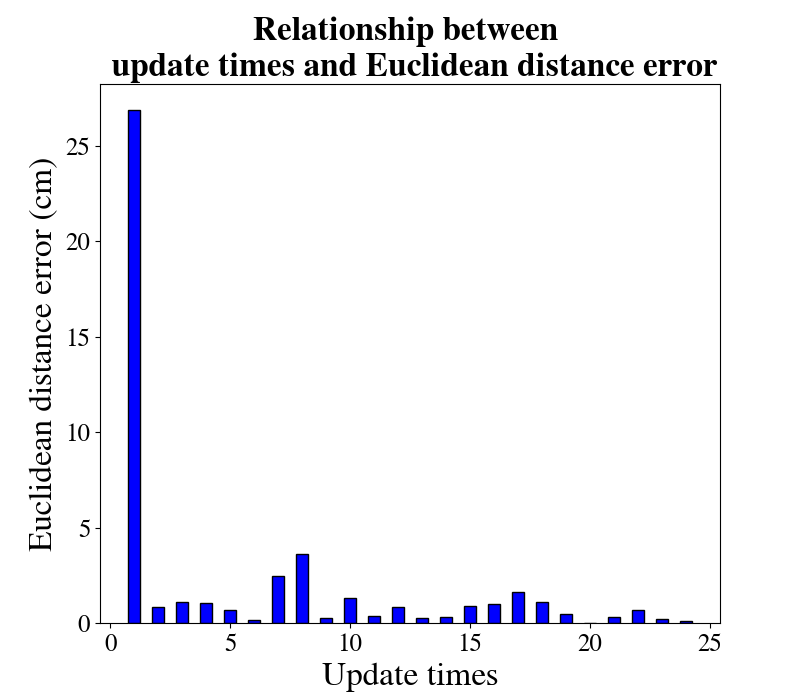 Relationship between
update times and Euclidean distance error
Euclidean distance error (cm)
25
20
15
10
5
0
0 5 10 15 20 25
Update times